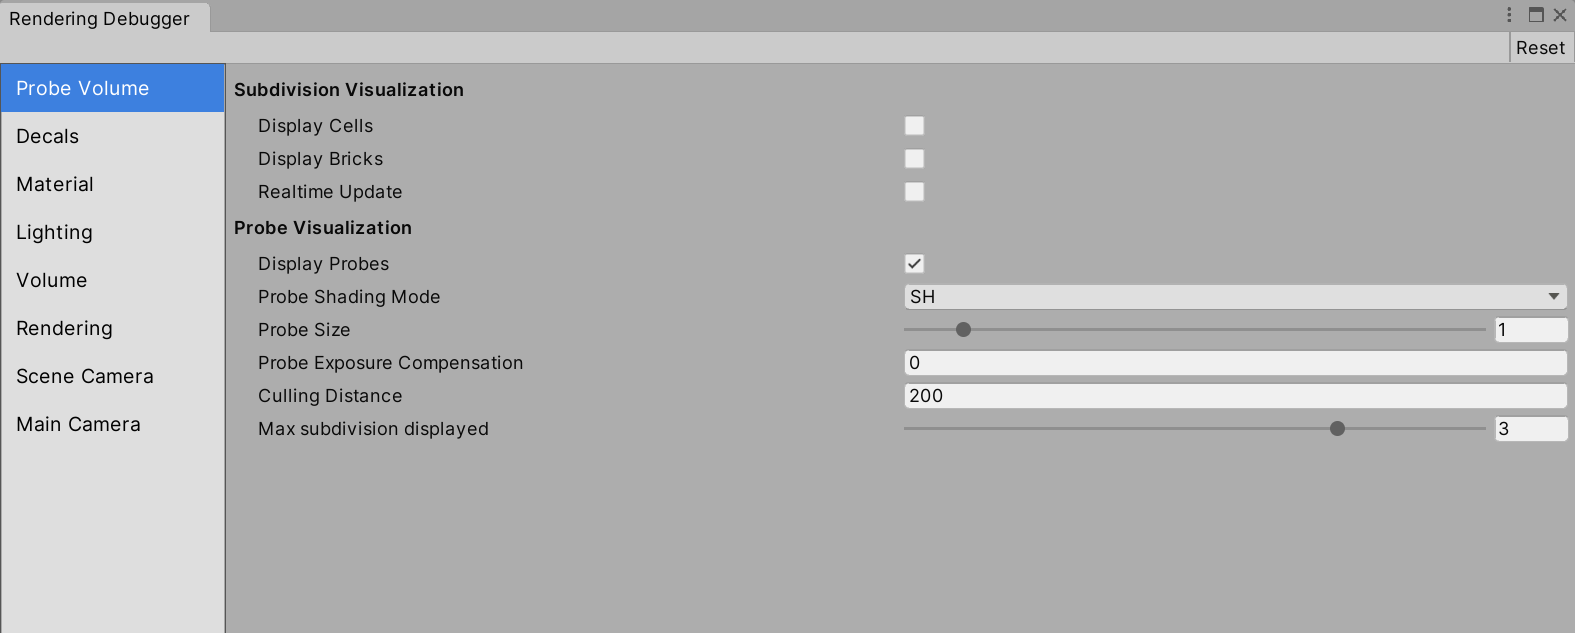 Rendering Debugger
Reset
Probe Volume
Decals
Material
Lighting
Volume
Rendering
Scene Camera
Main Camera
Subdivision Visualization
Display Cells
Display Bricks
Realtime Update
Probe Visualization
Display Probes
Probe Shading Mode SH
Probe Size 1
Probe Exposure Compensation 0
Culling Distance 200
Max subdivision displayed 3